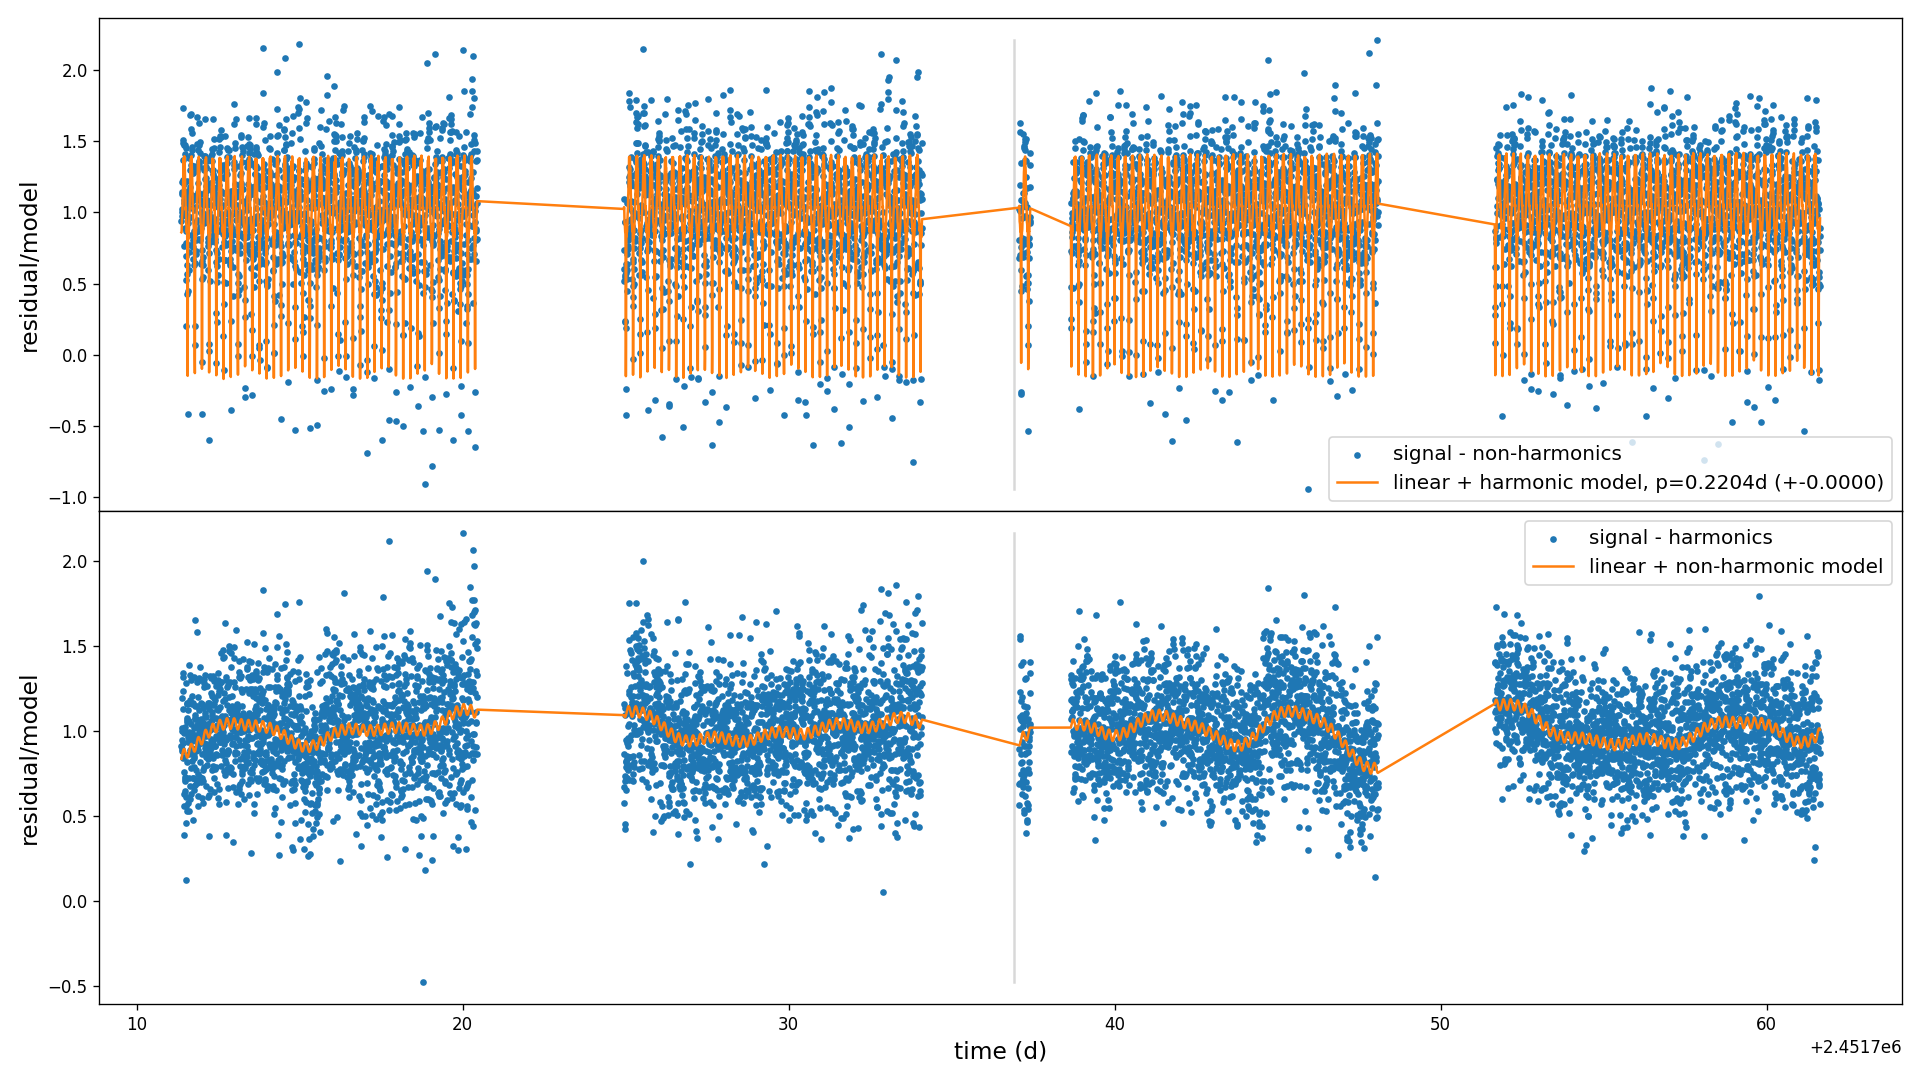 2.0
1.5
1.0
0.5
0.0
−0.5
−1.0
residual/model
signal - non-harmonics
linear + harmonic model, p=0.2204d (+-0.0000)
2.0
1.5
1.0
0.5
0.0
−0.5
residual/model
signal - harmonics
linear + non-harmonic model
10 20 30 40 50 60
time (d)
+2.4517e6